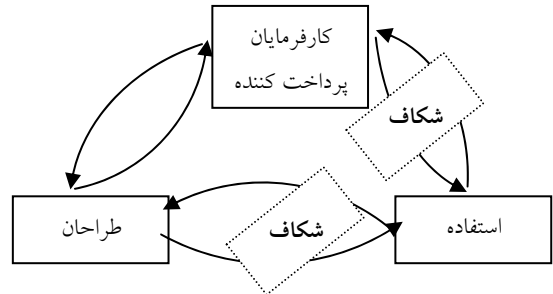 کارفرمایان
پرداخت کننده
شکاف
طراحان
شکاف
استفاده